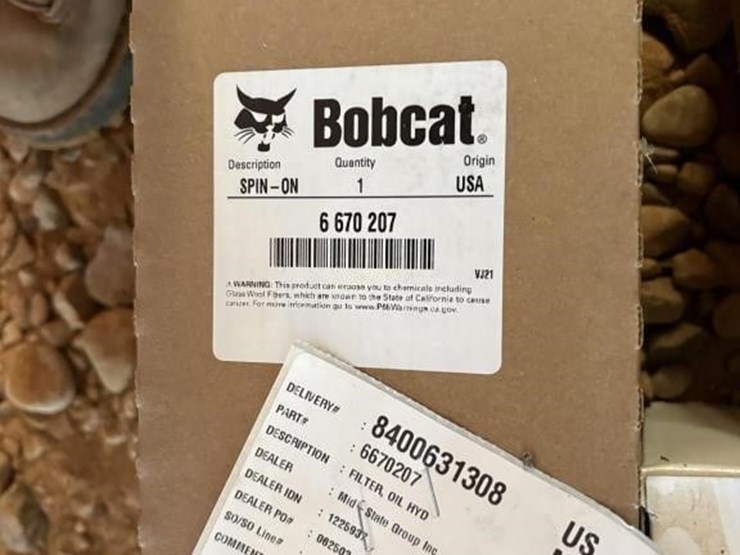 Bobcat®
Description Quantity Origin
SPIN-ON 1 USA
6 670 207
VJ21
⚠ WARNING: This product can expose you to chemicals including
Glass Wool Fibers, which are known to the State of California to cause
cancer. For more information go to www.P65Warnings.ca.gov.
DELIVERY# : 8400631308
PART# : 6670207
DESCRIPTION : FILTER, OIL HYD
DEALER : Mid State Group Inc
DEALER IDN
DEALER PO#
SO/SO Line#
US